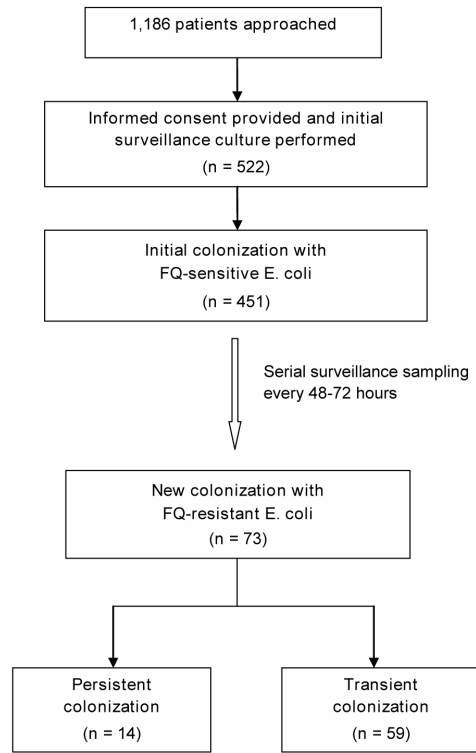 1,186 patients approached
Informed consent provided and initial
surveillance culture performed
(n = 522)
Initial colonization with
FQ-sensitive E. coli
(n = 451)
Serial surveillance sampling
every 48-72 hours
New colonization with
FQ-resistant E. coli
(n = 73)
Persistent
colonization
(n = 14)
Transient
colonization
(n = 59)